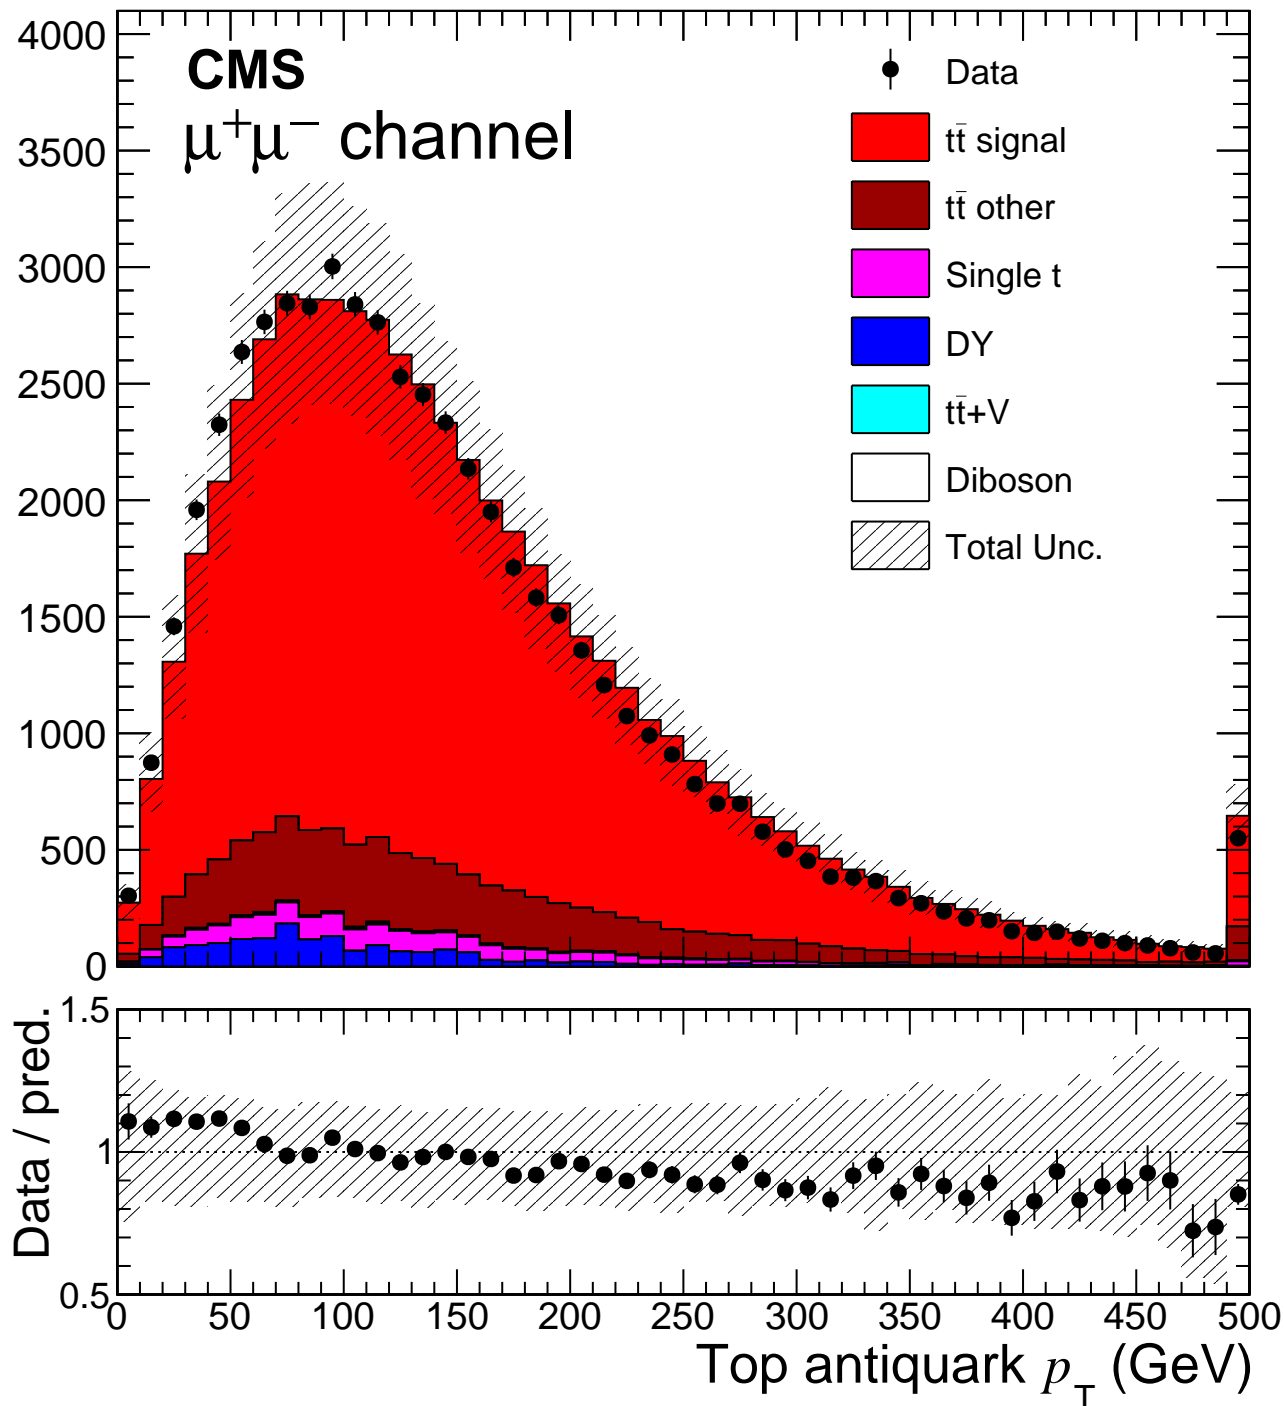 4000
3500
3000
2500
2000
1500
1000
500
0
CMS
μ⁺μ⁻ channel
Data
tt̄ signal
tt̄ other
Single t
DY
tt̄+V
Diboson
Total Unc.
Data / pred.
1.5
1
0.5
0 50 100 150 200 250 300 350 400 450 500
Top antiquark p_T (GeV)